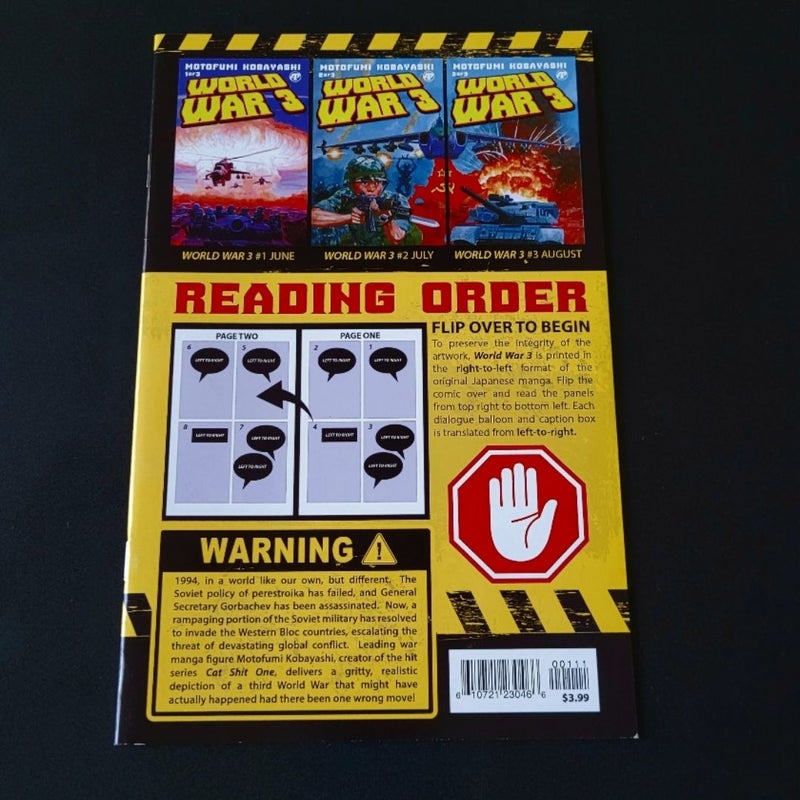 MOTOFUMI KOBAYASHI
1 OF 3
WORLD
WAR 3
MOTOFUMI KOBAYASHI
2 OF 3
WORLD
WAR 3
MOTOFUMI KOBAYASHI
3 OF 3
WORLD
WAR 3
WORLD WAR 3 #1 JUNE
WORLD WAR 3 #2 JULY
WORLD WAR 3 #3 AUGUST
READING ORDER
PAGE TWO
6
LEFT TO RIGHT
5
LEFT TO RIGHT
8
LEFT TO RIGHT
7
LEFT TO RIGHT
LEFT TO RIGHT
PAGE ONE
2
LEFT TO RIGHT
1
LEFT TO RIGHT
4
LEFT TO RIGHT
3
LEFT TO RIGHT
LEFT TO RIGHT
FLIP OVER TO BEGIN
To preserve the integrity of the
artwork, World War 3 is printed in
the right-to-left format of the
original Japanese manga. Flip the
comic over and read the panels
from top right to bottom left. Each
dialogue balloon and caption box
is translated from left-to-right.
WARNING !
1994, in a world like our own, but different. The
Soviet policy of perestroika has failed, and General
Secretary Gorbachev has been assassinated. Now, a
rampaging portion of the Soviet military has resolved
to invade the Western Bloc countries, escalating the
threat of devastating global conflict. Leading war
manga figure Motofumi Kobayashi, creator of the hit
series Cat Shit One, delivers a gritty, realistic
depiction of a third World War that might have
actually happened had there been one wrong move!
00111
6 10721 23046 6
$3.99